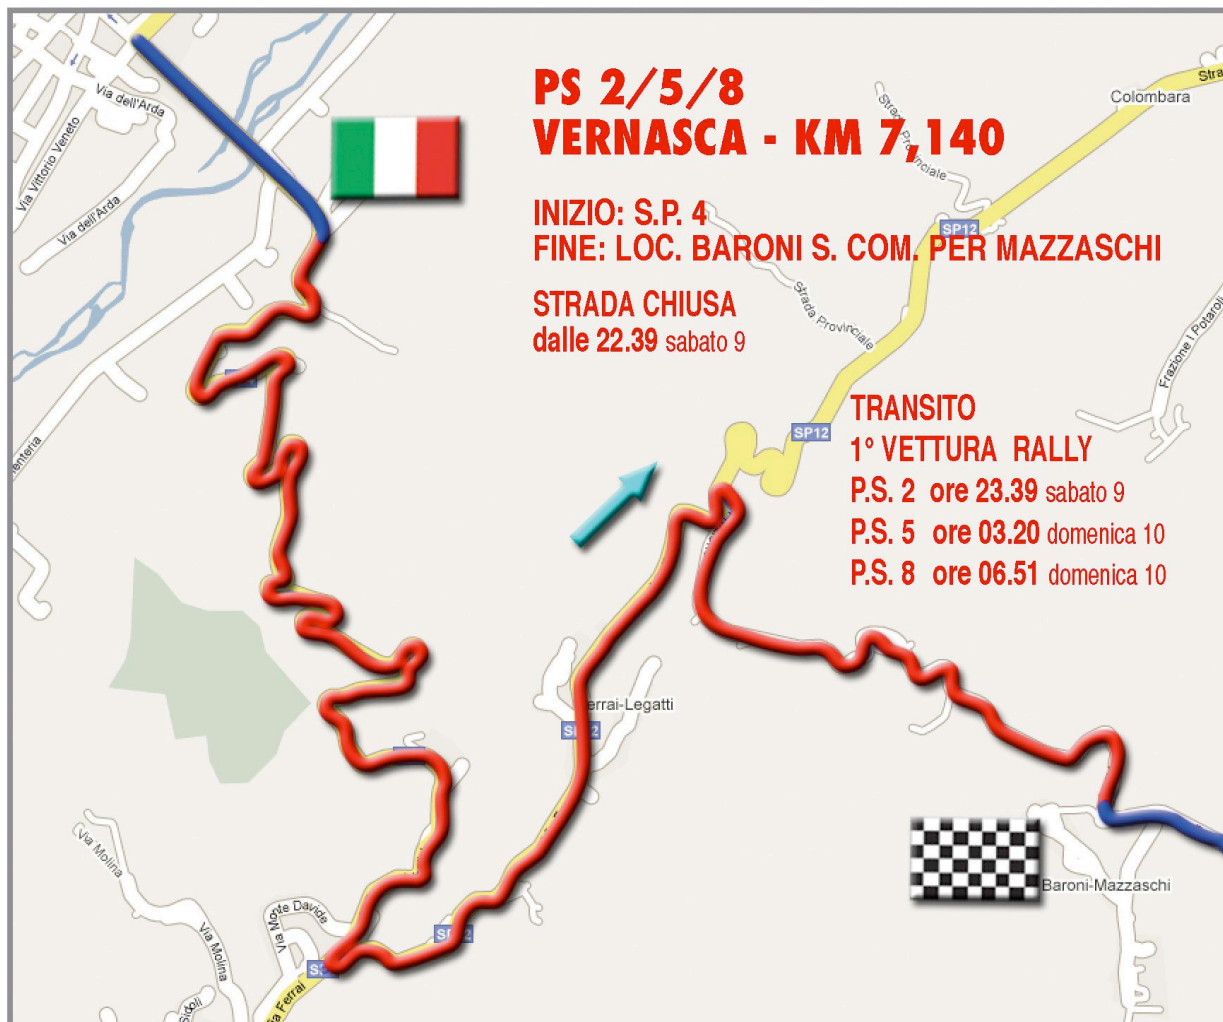 PS 2/5/8
VERNASCA - KM 7,140
INIZIO: S.P. 4
FINE: LOC. BARONI S. COM. PER MAZZASCHI
STRADA CHIUSA
dalle 22.39 sabato 9
TRANSITO
1° VETTURA RALLY
P.S. 2 ore 23.39 sabato 9
P.S. 5 ore 03.20 domenica 10
P.S. 8 ore 06.51 domenica 10
Via dell'Arda
Via Vittorio Veneto
Via dell'Arda
Colombara
Strada Provinciale
SP12
Strada Provinciale
Frazione I Potaroli
SP12
errai-Legatti
Baroni-Mazzaschi
Via Molina
Via Monte Davide
Via Molina
Ferrai
Sidoli